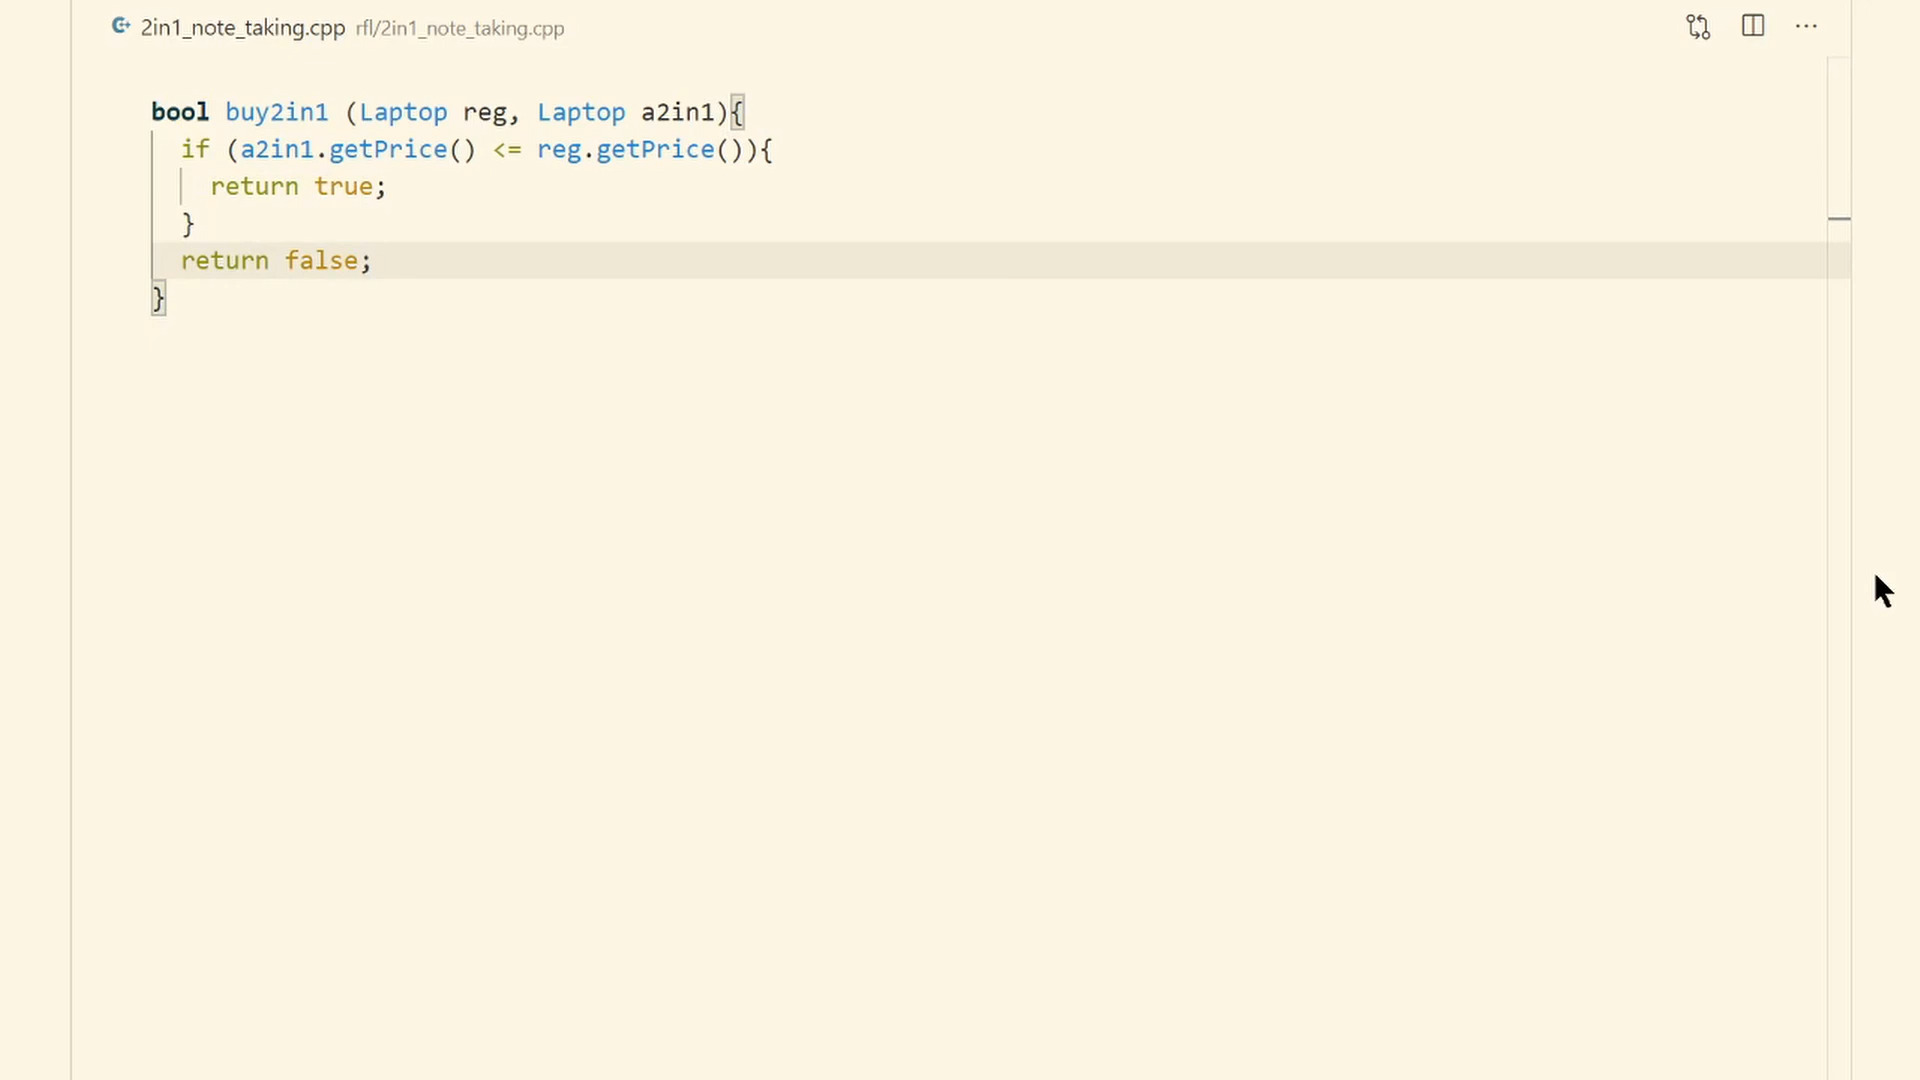 2in1_note_taking.cpp rfl/2in1_note_taking.cpp
bool buy2in1 (Laptop reg, Laptop a2in1){
  if (a2in1.getPrice() <= reg.getPrice()){
    return true;
  }
  return false;
}